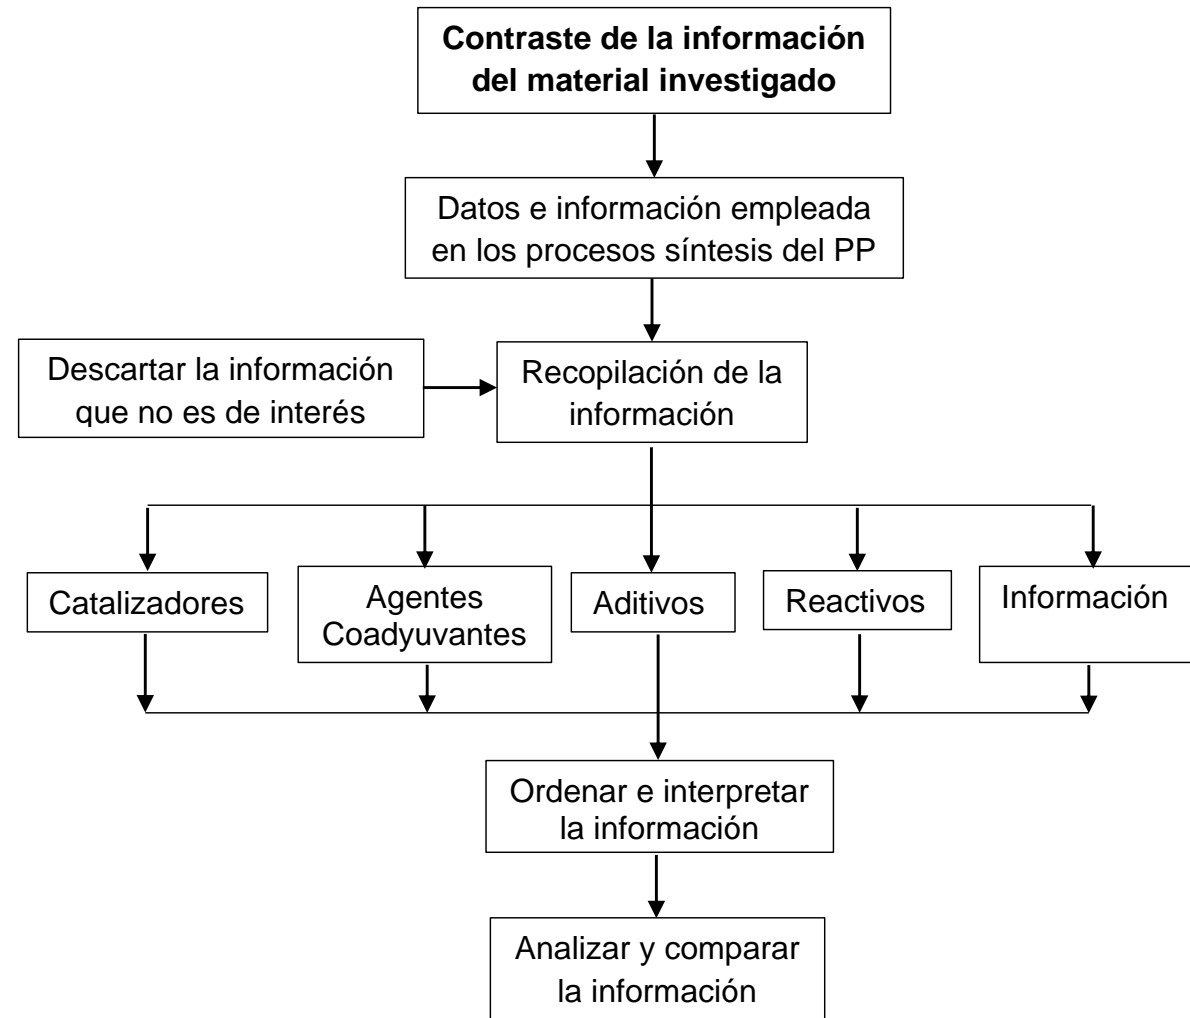 Contraste de la información
del material investigado
Datos e información empleada
en los procesos síntesis del PP
Descartar la información
que no es de interés
Recopilación de la
información
Catalizadores
Agentes
Coadyuvantes
Aditivos
Reactivos
Información
Ordenar e interpretar
la información
Analizar y comparar
la información